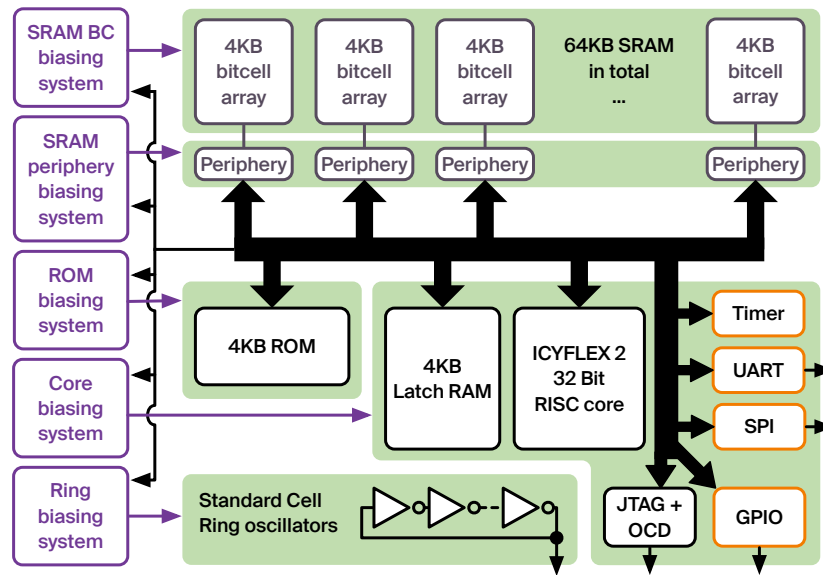 SRAM BC
biasing
system
SRAM
periphery
biasing
system
ROM
biasing
system
Core
biasing
system
Ring
biasing
system
4KB
bitcell
array
4KB
bitcell
array
4KB
bitcell
array
64KB SRAM
in total
...
4KB
bitcell
array
Periphery
Periphery
Periphery
Periphery
4KB ROM
4KB
Latch RAM
ICYFLEX 2
32 Bit
RISC core
Timer
UART
SPI
JTAG +
OCD
GPIO
Standard Cell
Ring oscillators